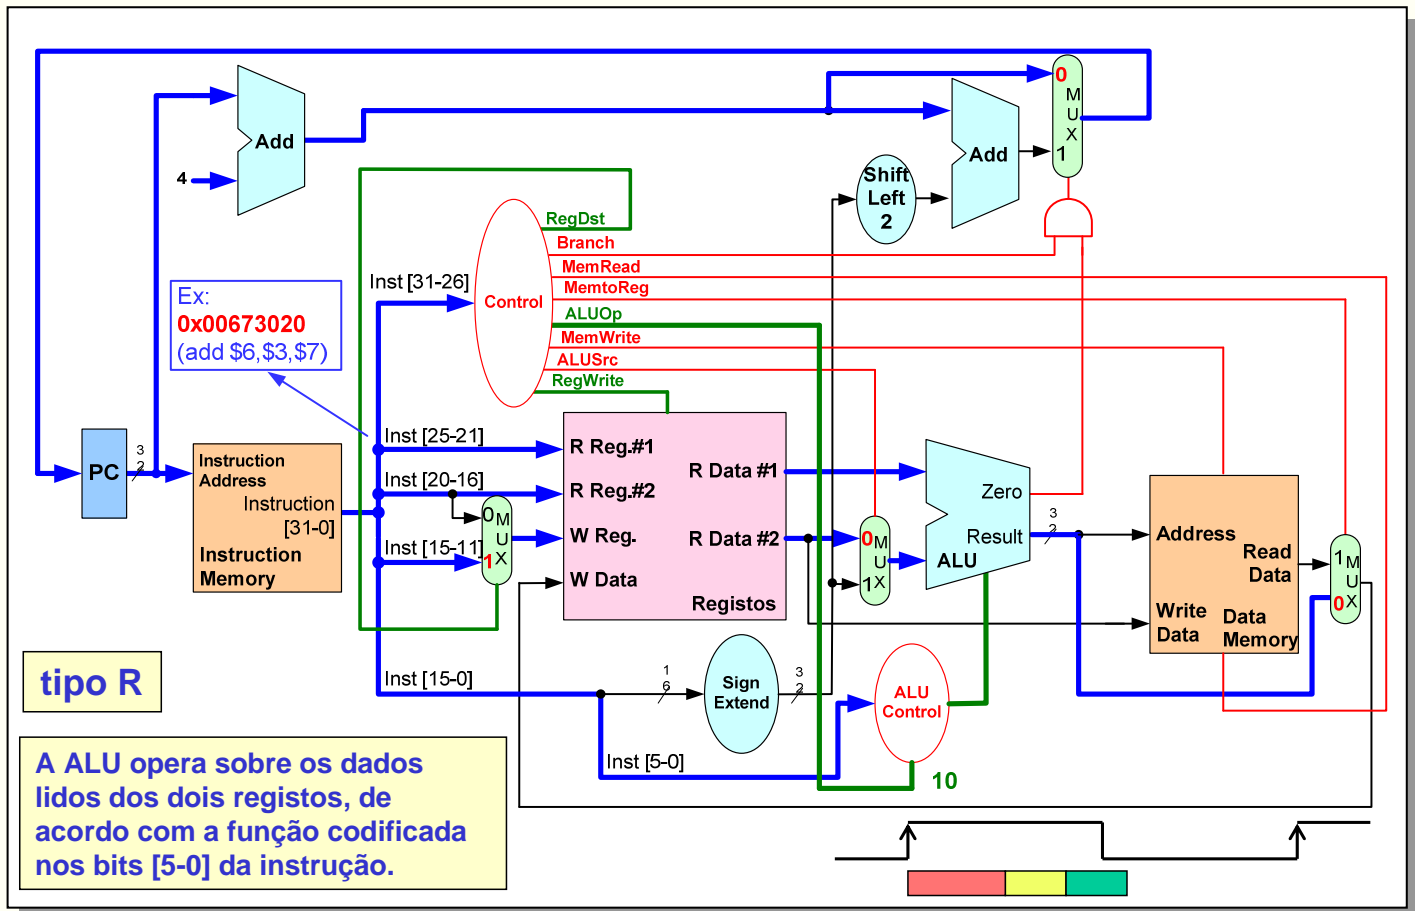 0
M
U
X
1
Add
4
Add
Shift
Left
2
RegDst
Branch
MemRead
MemtoReg
ALUOp
MemWrite
ALUSrc
RegWrite
Inst [31-26]
Control
Ex:
0x00673020
(add $6,$3,$7)
PC
32
Instruction
Address
Instruction
[31-0]
Instruction
Memory
Inst [25-21]
Inst [20-16]
Inst [15-11]
0
M
U
X
1
R Reg.#1
R Reg.#2
W Reg.
W Data
R Data #1
R Data #2
Registos
0
M
U
X
1
Zero
Result
ALU
32
Address
Read
Data
Write
Data
Data
Memory
1
M
U
X
0
tipo R
Inst [15-0]
16
Sign
Extend
32
ALU
Control
Inst [5-0]
10
A ALU opera sobre os dados
lidos dos dois registos, de
acordo com a função codificada
nos bits [5-0] da instrução.